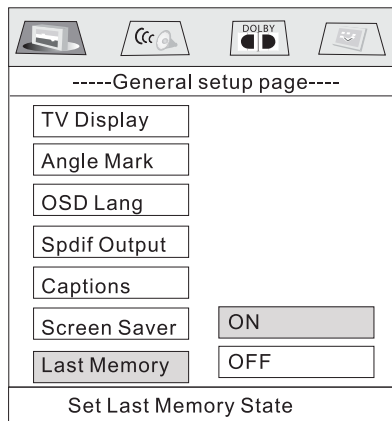 DOLBY
-----General setup page----
TV Display
Angle Mark
OSD Lang
Spdif Output
Captions
Screen Saver
ON
Last Memory
OFF
Set Last Memory State